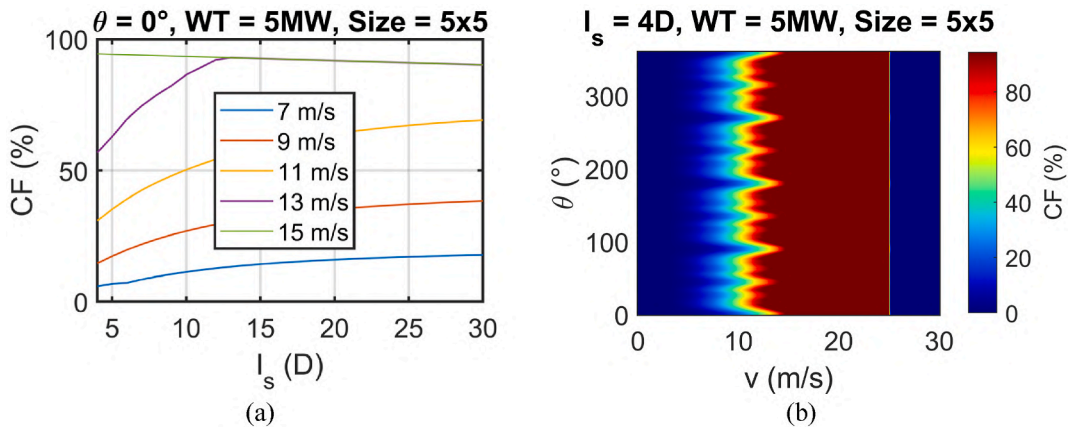 θ = 0°, WT = 5MW, Size = 5x5
100
50
0
CF (%)
7 m/s
9 m/s
11 m/s
13 m/s
15 m/s
5 10 15 20 25 30
I_s (D)
(a)
I_s = 4D, WT = 5MW, Size = 5x5
300
200
100
0
θ (°)
0 10 20 30
v (m/s)
80
60
40
20
0
CF (%)
(b)